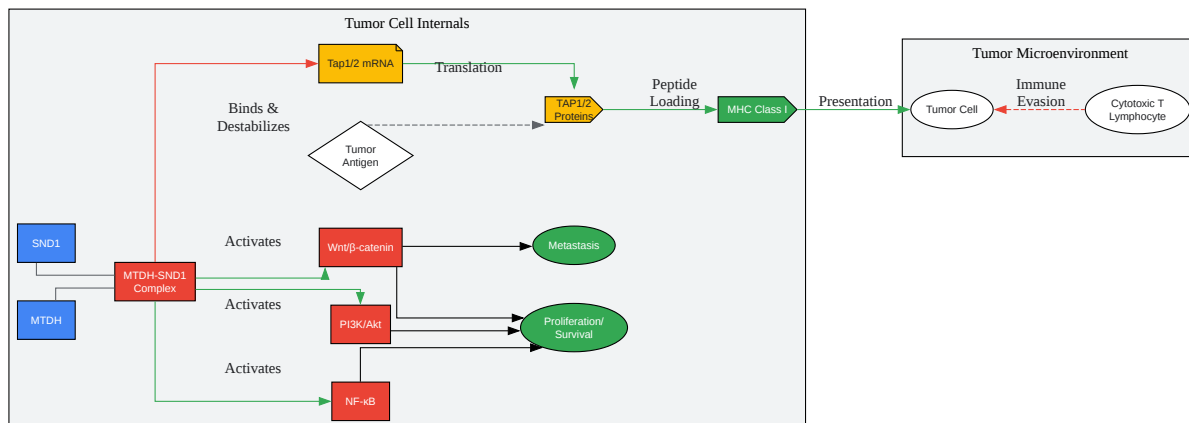 Tumor Cell Internals
Tap1/2 mRNA
Translation
Binds &
Destabilizes
TAP1/2
Proteins
Peptide
Loading
MHC Class I
Presentation
Tumor Microenvironment
Tumor Cell
Immune
Evasion
Cytotoxic T
Lymphocyte
Tumor
Antigen
SND1
MTDH
MTDH-SND1
Complex
Activates
Wnt/β-catenin
Metastasis
Activates
PI3K/Akt
Proliferation/
Survival
Activates
NF-κB